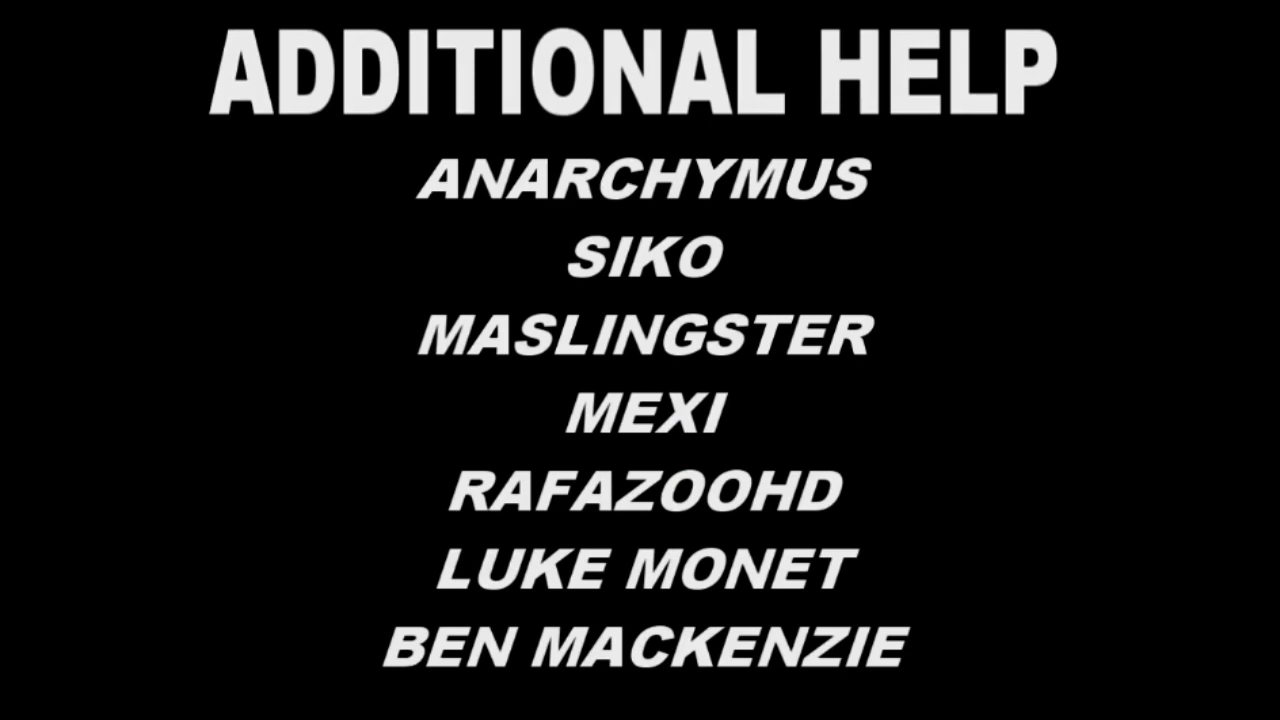 ADDITIONAL HELP
ANARCHYMUS
SIKO
MASLINGSTER
MEXI
RAFAZOOHD
LUKE MONET
BEN MACKENZIE